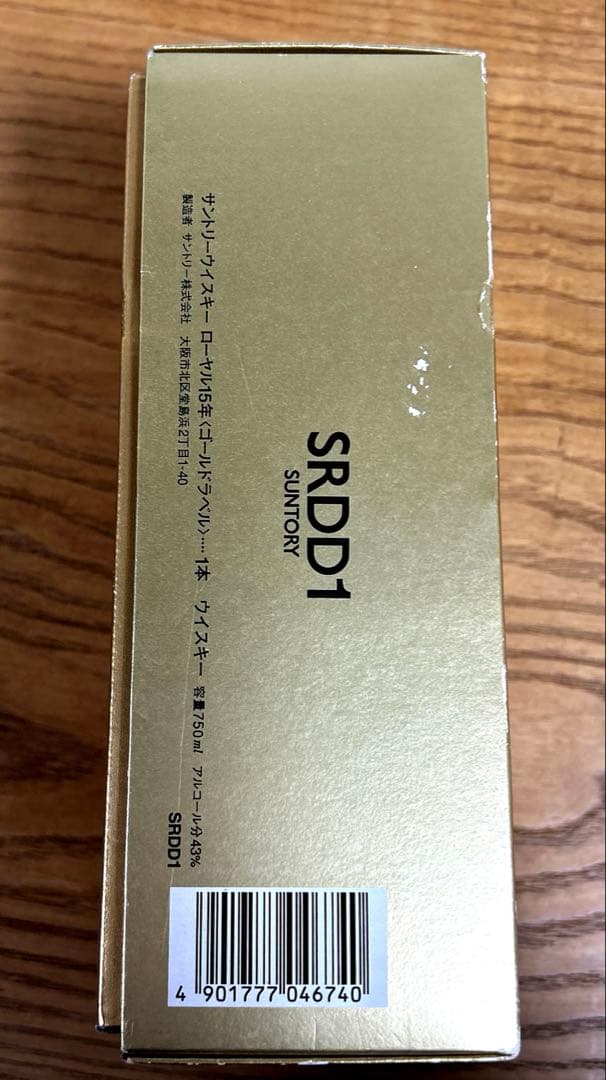 SRDD1
SUNTORY
サントリーウイスキー ローヤル15年〈ゴールドラベル〉‥‥1本 ウイスキー 容量750ml アルコール分43%
製造者 サントリー株式会社 大阪市北区堂島浜2丁目1-40
SRDD1
4 901777 046740